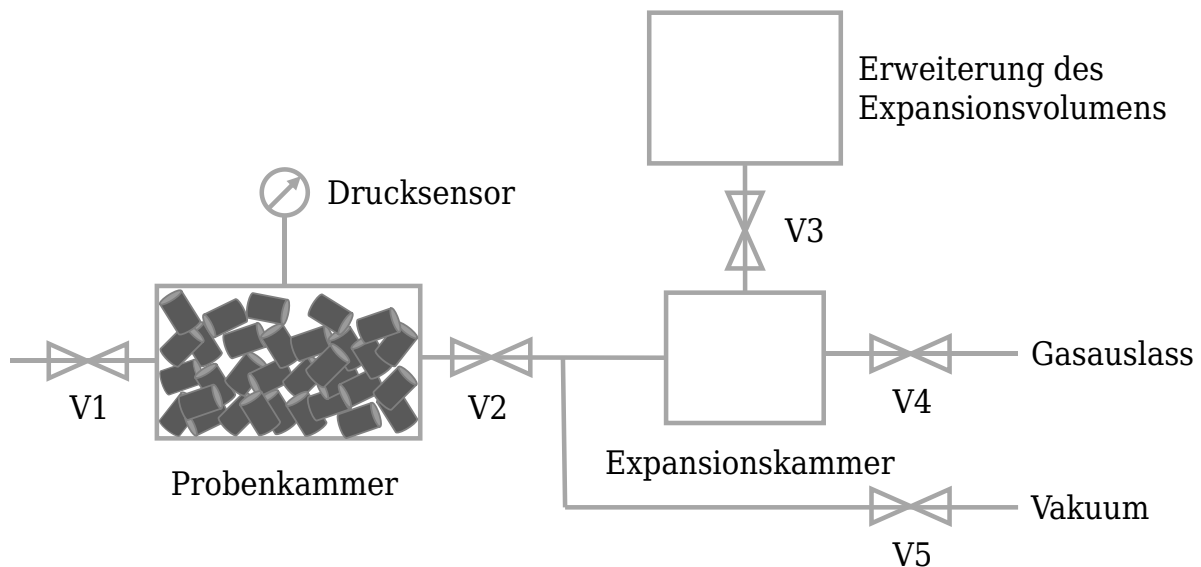 Erweiterung des
Expansionsvolumens
Drucksensor
V3
V1
V2
Gasauslass
V4
Probenkammer
Expansionskammer
Vakuum
V5